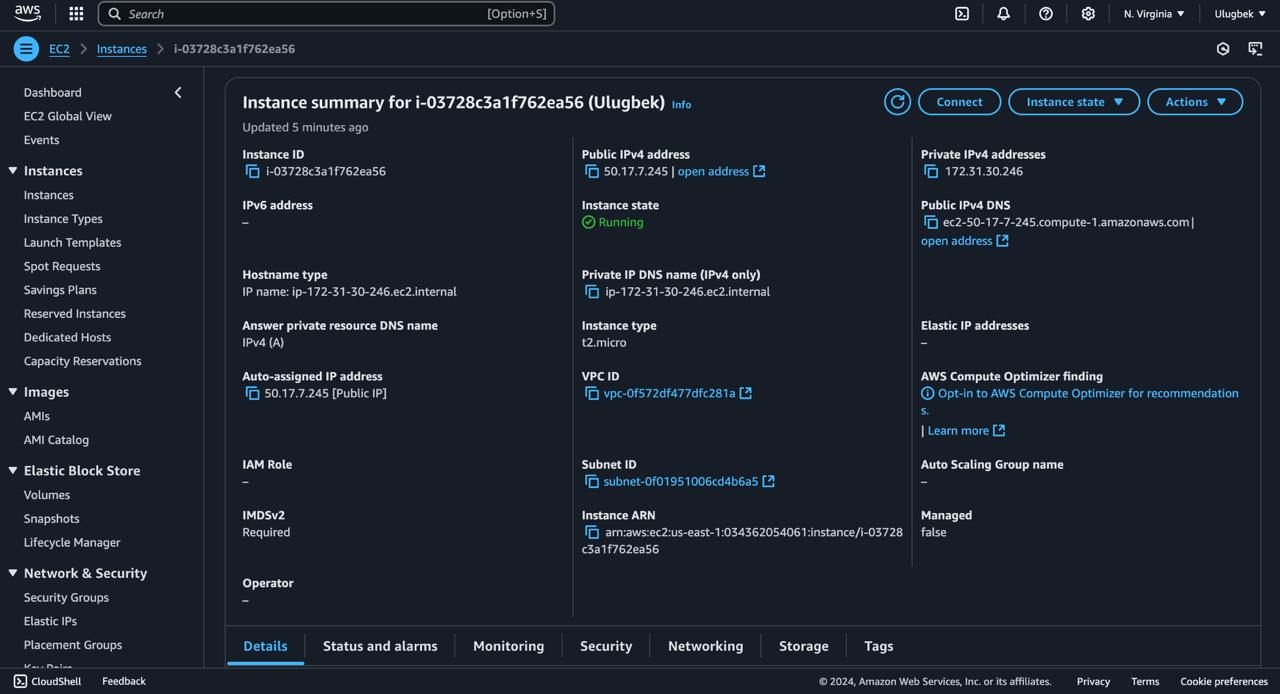 aws
Search
[Option+S]
N. Virginia
Ulugbek
EC2
Instances
i-03728c3a1f762ea56
Dashboard
EC2 Global View
Events
Instances
Instances
Instance Types
Launch Templates
Spot Requests
Savings Plans
Reserved Instances
Dedicated Hosts
Capacity Reservations
Images
AMIs
AMI Catalog
Elastic Block Store
Volumes
Snapshots
Lifecycle Manager
Network & Security
Security Groups
Elastic IPs
Placement Groups
Key Pairs
Instance summary for i-03728c3a1f762ea56 (Ulugbek) Info
Updated 5 minutes ago
Connect
Instance state
Actions
Instance ID
i-03728c3a1f762ea56
Public IPv4 address
50.17.7.245 | open address
Private IPv4 addresses
172.31.30.246
IPv6 address
–
Instance state
Running
Public IPv4 DNS
ec2-50-17-7-245.compute-1.amazonaws.com |
open address
Hostname type
IP name: ip-172-31-30-246.ec2.internal
Private IP DNS name (IPv4 only)
ip-172-31-30-246.ec2.internal
Answer private resource DNS name
IPv4 (A)
Instance type
t2.micro
Elastic IP addresses
–
Auto-assigned IP address
50.17.7.245 [Public IP]
VPC ID
vpc-0f572df477dfc281a
AWS Compute Optimizer finding
Opt-in to AWS Compute Optimizer for recommendation
s.
| Learn more
IAM Role
–
Subnet ID
subnet-0f01951006cd4b6a5
Auto Scaling Group name
–
IMDSv2
Required
Instance ARN
arn:aws:ec2:us-east-1:034362054061:instance/i-03728
c3a1f762ea56
Managed
false
Operator
–
Details
Status and alarms
Monitoring
Security
Networking
Storage
Tags
CloudShell
Feedback
© 2024, Amazon Web Services, Inc. or its affiliates.
Privacy
Terms
Cookie preferences